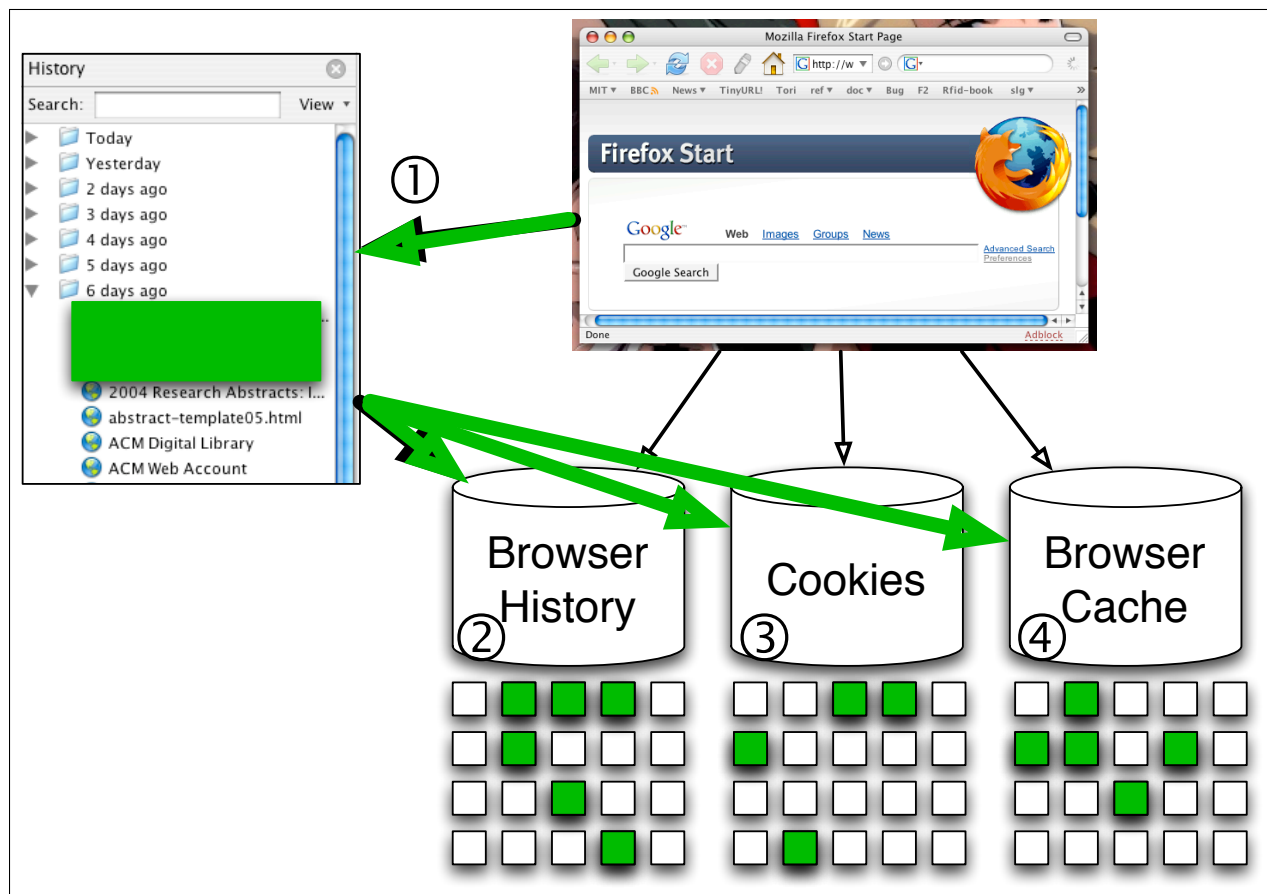 History
Search:
View
Today
Yesterday
2 days ago
3 days ago
4 days ago
5 days ago
6 days ago
...
2004 Research Abstracts: I...
abstract-template05.html
ACM Digital Library
ACM Web Account
①
Mozilla Firefox Start Page
G http://w G
MIT BBC News TinyURL! Tori ref doc Bug F2 Rfid-book slg »
Firefox Start
Google™ Web Images Groups News
Advanced Search
Preferences
Google Search
Done Adblock
Browser
History
②
Cookies
③
Browser
Cache
④